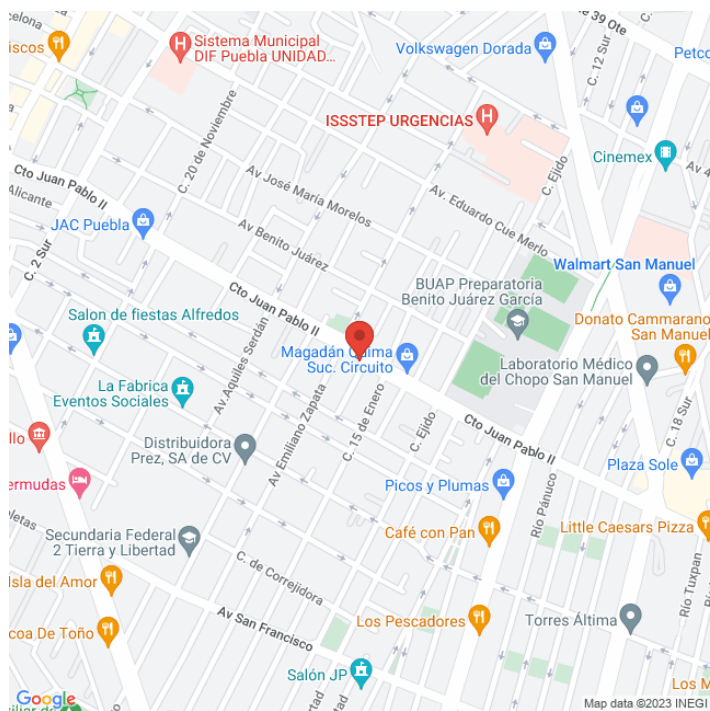 39 Ote
Sistema Municipal
DIF Puebla UNIDAD...
Volkswagen Dorada
C. 12 Sur
Petco
iscos
ISSSTEP URGENCIAS
C. 20 de Noviembre
Cinemex
C. Ejido
Av José María Morelos
Av. Eduardo Cue Merlo
Cto Juan Pablo II
Alicante
JAC Puebla
Av Benito Juárez
Walmart San Manuel
C. 2 Sur
BUAP Preparatoria
Benito Juárez García
Cto Juan Pablo II
Salon de fiestas Alfredos
Donato Cammarano
San Manuel
Av. Aquiles Serdán
Suc. Circuito
Laboratorio Médico
del Chopo San Manuel
La Fabrica
Eventos Sociales
Av Emiliano Zapata
C. 15 de Enero
C. Ejido
Cto Juan Pablo II
C. 18 Sur
Distribuidora
Prez, SA de CV
Plaza Sole
Picos y Plumas
Río Pánuco
Café con Pan
Little Caesars Pizza
Secundaria Federal
2 Tierra y Libertad
Río Tuxpan
C. de Correjidora
Isla del Amor
Av San Francisco
Los Pescadores
Torres Áltima
coa De Toño
Salón JP
Los M
Google
Map data ©2023 INEGI